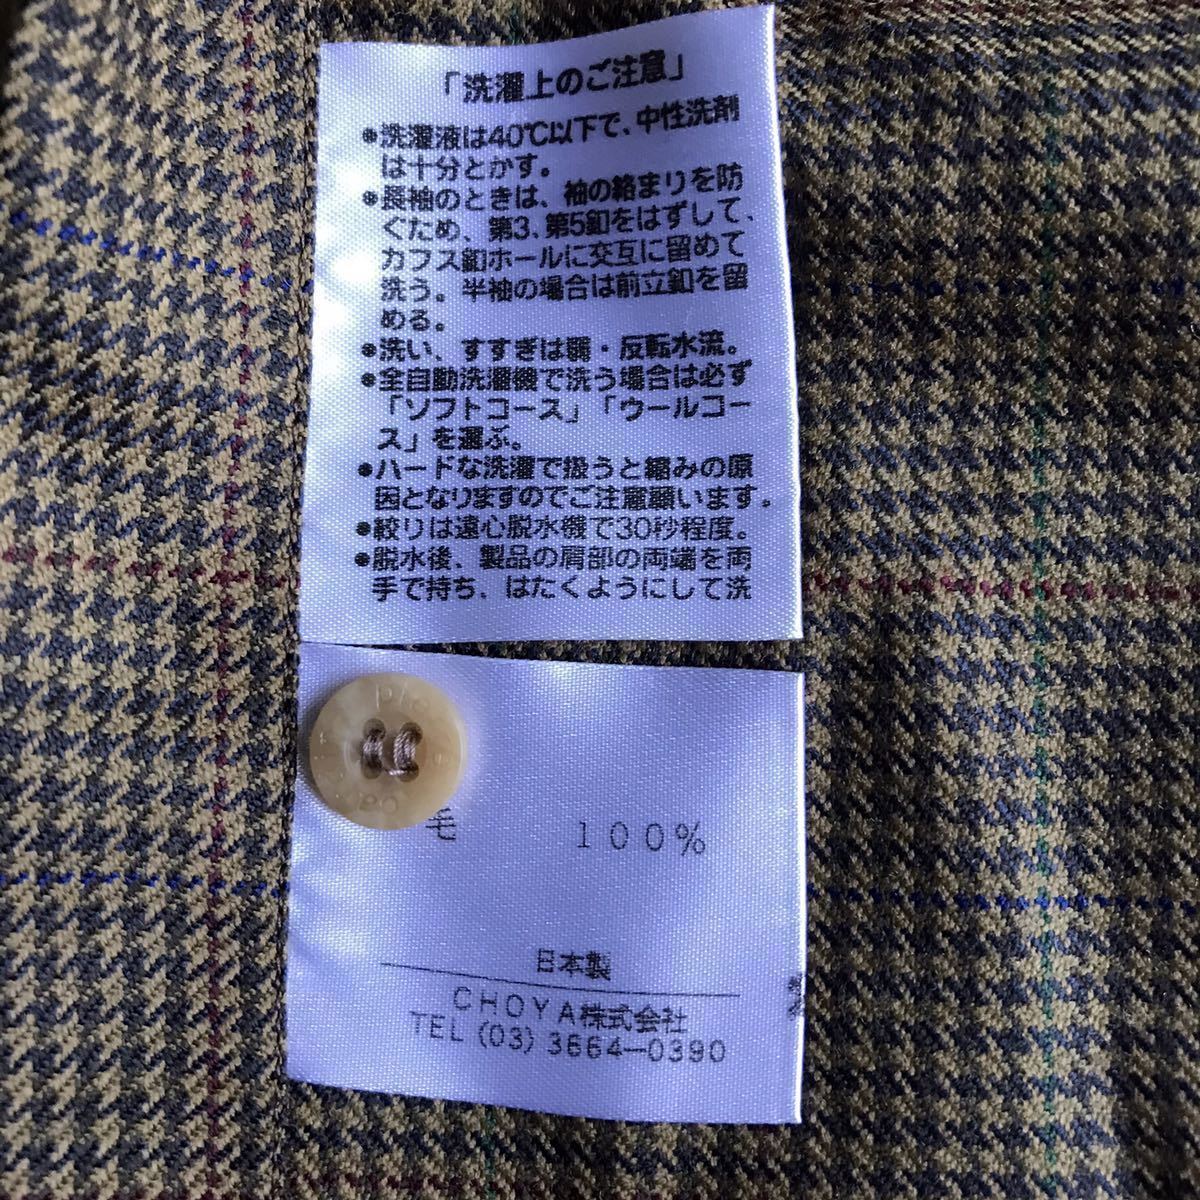 「洗濯上のご注意」
●洗濯液は40℃以下で、中性洗剤
は十分とかす。
●長袖のときは、袖の絡まりを防
ぐため、第3、第5釦をはずして、
カフス釦ホールに交互に留めて
洗う。半袖の場合は前立釦を留
める。
●洗い、すすぎは弱・反転水流。
●全自動洗濯機で洗う場合は必ず
「ソフトコース」「ウールコー
ス」を選ぶ。
●ハードな洗濯で扱うと縮みの原
因となりますのでご注意願います。
●絞りは遠心脱水機で30秒程度。
●脱水後、製品の肩部の両端を両
手で持ち、はたくようにして洗
毛 100%
日本製
CHOYA株式会社
TEL (03) 3664-0390